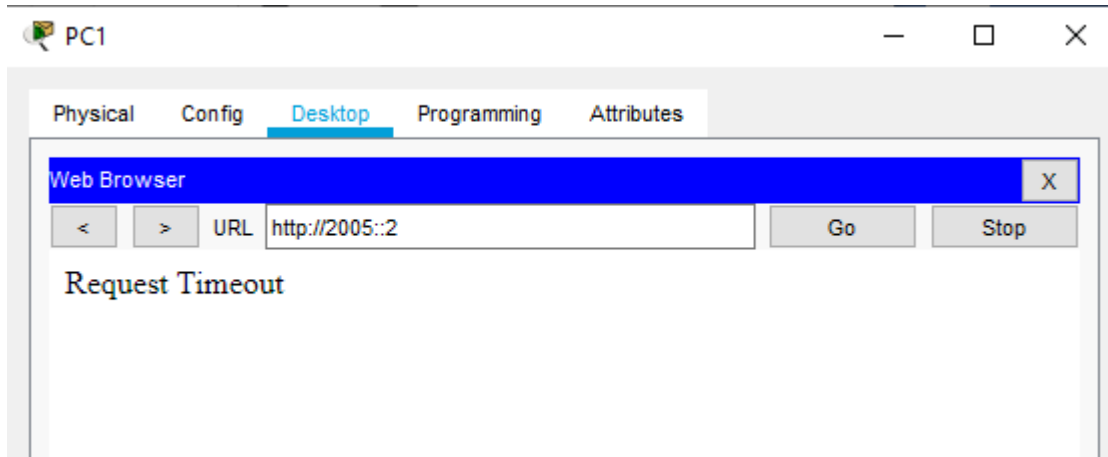 PC1
Physical Config Desktop Programming Attributes
Web Browser X
< > URL http://2005::2 Go Stop
Request Timeout